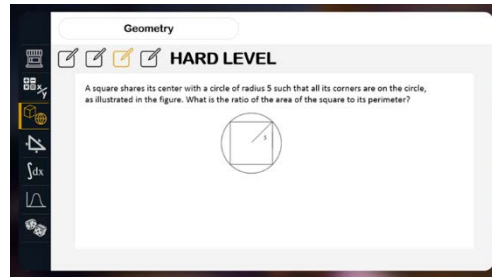 Geometry
HARD LEVEL
A square shares its center with a circle of radius 5 such that all its corners are on the circle,
as illustrated in the figure. What is the ratio of the area of the square to its perimeter?
5
x/y
∫dx